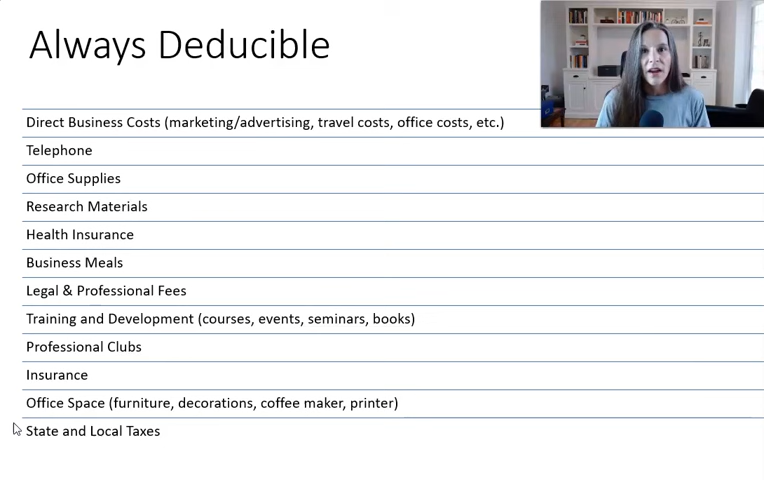 Always Deducible
Direct Business Costs (marketing/advertising, travel costs, office costs, etc.)
Telephone
Office Supplies
Research Materials
Health Insurance
Business Meals
Legal & Professional Fees
Training and Development (courses, events, seminars, books)
Professional Clubs
Insurance
Office Space (furniture, decorations, coffee maker, printer)
State and Local Taxes